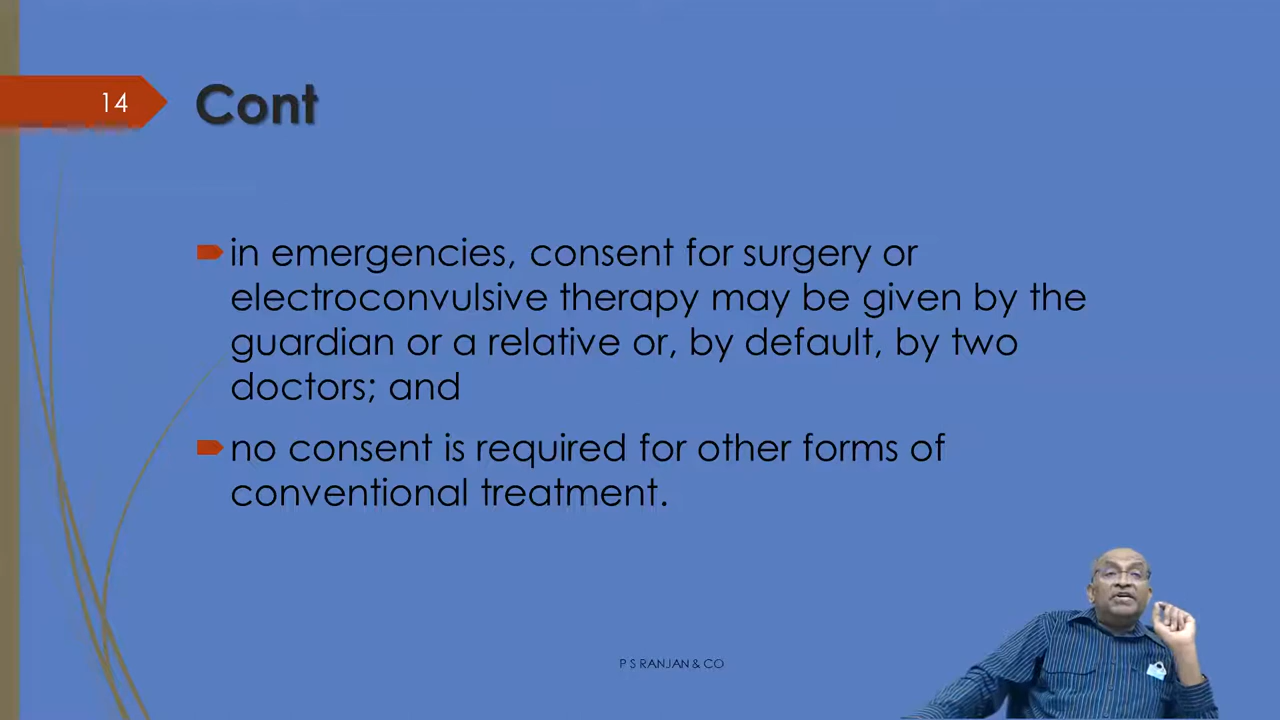 14
Cont
in emergencies, consent for surgery or
electroconvulsive therapy may be given by the
guardian or a relative or, by default, by two
doctors; and
no consent is required for other forms of
conventional treatment.
P S RANJAN & CO